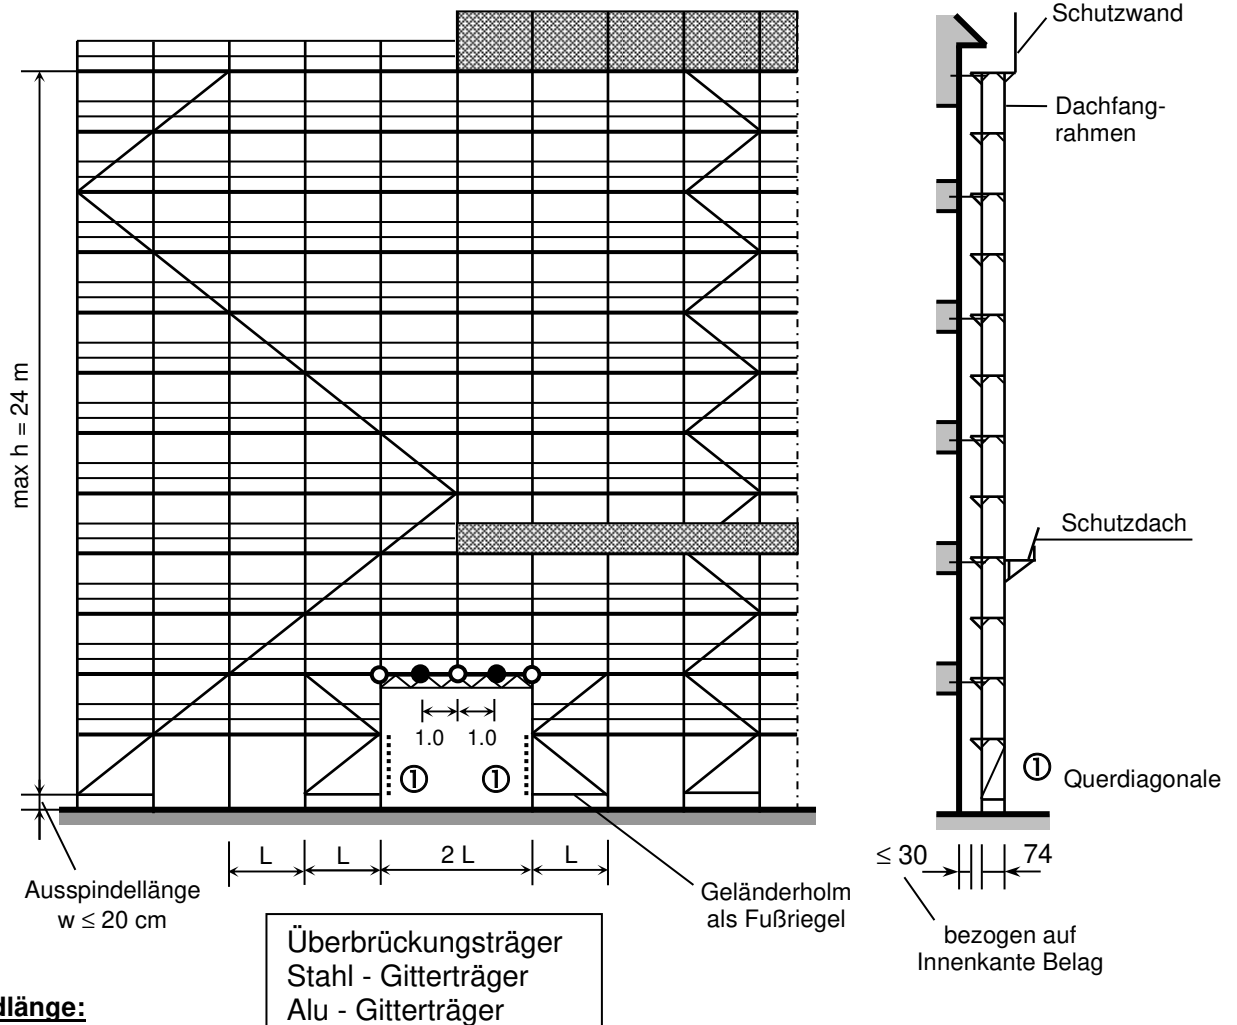 Schutzwand
Dachfang-
rahmen
max h = 24 m
Schutzdach
1.0 1.0
① ①
① Querdiagonale
L L 2 L L
≤ 30 74
Ausspindellänge
w ≤ 20 cm
Geländerholm
als Fußriegel
bezogen auf
Innenkante Belag
Überbrückungsträger
Stahl - Gitterträger
Alu - Gitterträger
dlänge: